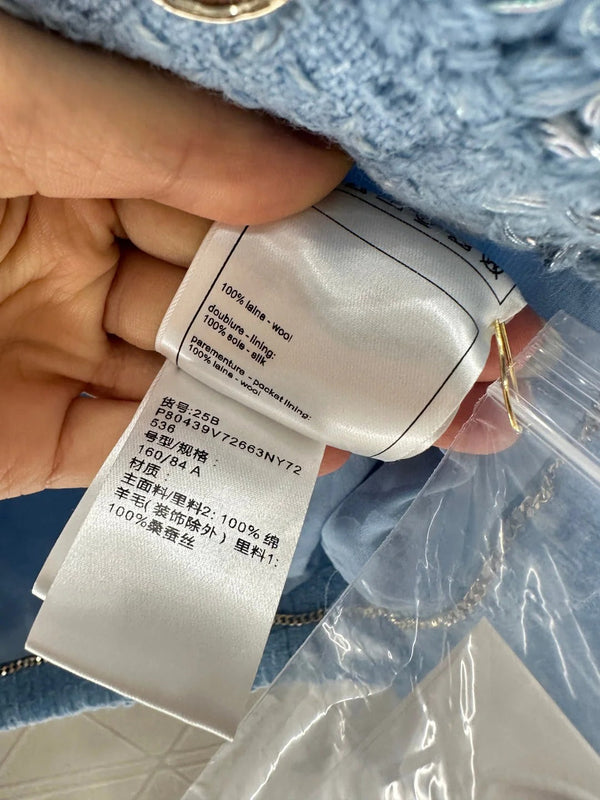 100% laine - wool
doublure - lining:
100% soie - silk
parementure - pocket lining:
100% laine - wool
货号:25B
P80439V72663NY72
536
号型/规格:
160/84 A
材质:
主面料/里料2: 100% 绵
羊毛( 装饰除外) 里料1:
100%桑蚕丝